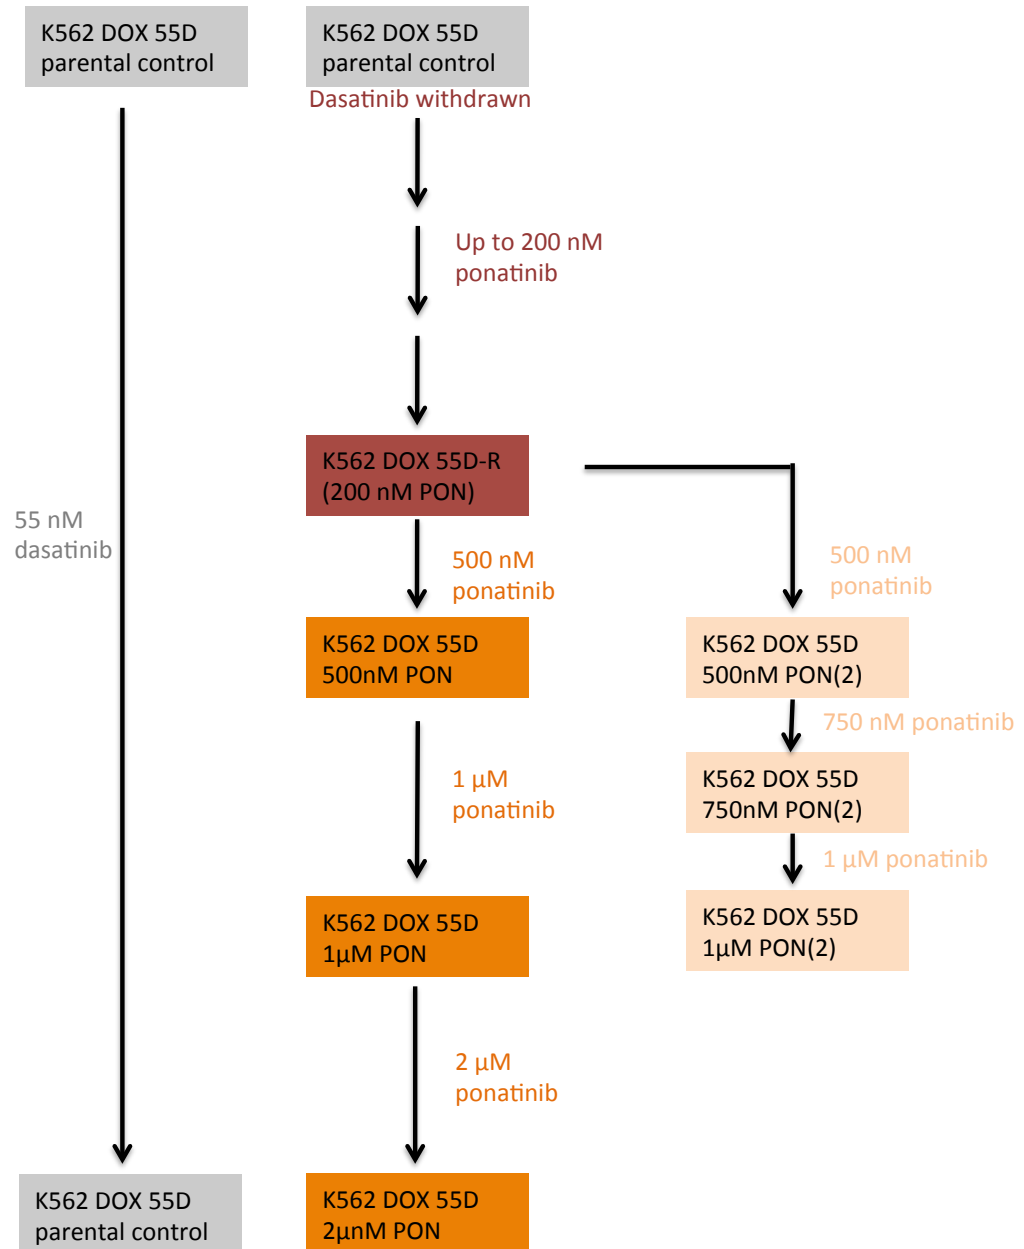 K562 DOX 55D
parental control
K562 DOX 55D
parental control
Dasatinib withdrawn
Up to 200 nM
ponatinib
K562 DOX 55D-R
(200 nM PON)
55 nM
dasatinib
500 nM
ponatinib
500 nM
ponatinib
K562 DOX 55D
500nM PON
K562 DOX 55D
500nM PON(2)
750 nM ponatinib
1 µM
ponatinib
K562 DOX 55D
750nM PON(2)
1 µM ponatinib
K562 DOX 55D
1µM PON
K562 DOX 55D
1µM PON(2)
2 µM
ponatinib
K562 DOX 55D
parental control
K562 DOX 55D
2µnM PON